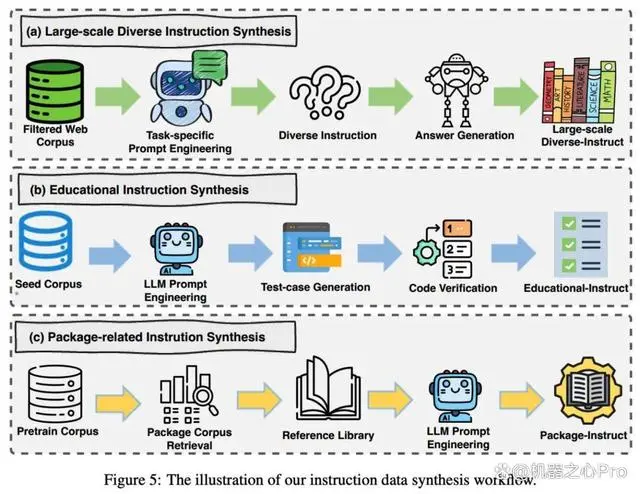 (a) Large-scale Diverse Instruction Synthesis
Filtered Web
Corpus
Task-specific
Prompt Engineering
Diverse Instruction
Answer Generation
GEOMETRY
ART
HISTORY
LITERATURE
SCIENCE
MATH
Large-scale
Diverse-Instruct
(b) Educational Instruction Synthesis
Seed Corpus
AI
LLM Prompt
Engineering
</>
Test-case Generation
1
2
3
Code Verification
Educational-Instruct
(c) Package-related Instrution Synthesis
Pretrain Corpus
Package Corpus
Retrieval
Reference Library
AI
LLM Prompt
Engineering
Package-Instruct
Figure 5: The illustration of our instruction data synthesis workflow.
@机器之心Pro